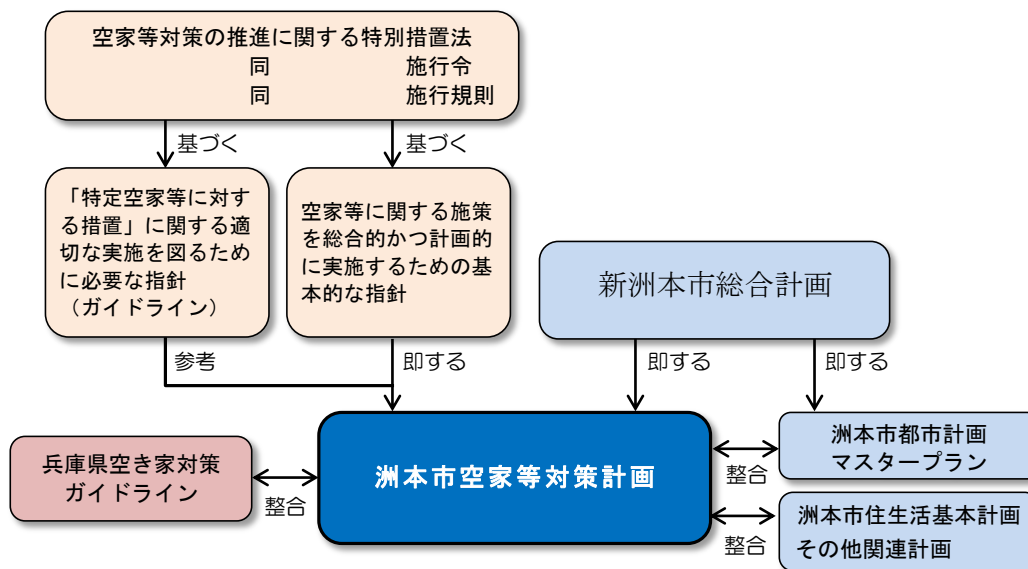 空家等対策の推進に関する特別措置法
同 施行令
同 施行規則
基づく
基づく
「特定空家等に対す
る措置」に関する適
切な実施を図るため
に必要な指針
（ガイドライン）
空家等に関する施策
を総合的かつ計画的
に実施するための基
本的な指針
新洲本市総合計画
参考
即する
即する
即する
兵庫県空き家対策
ガイドライン
整合
洲本市空家等対策計画
整合
洲本市都市計画
マスタープラン
整合
洲本市住生活基本計画
その他関連計画